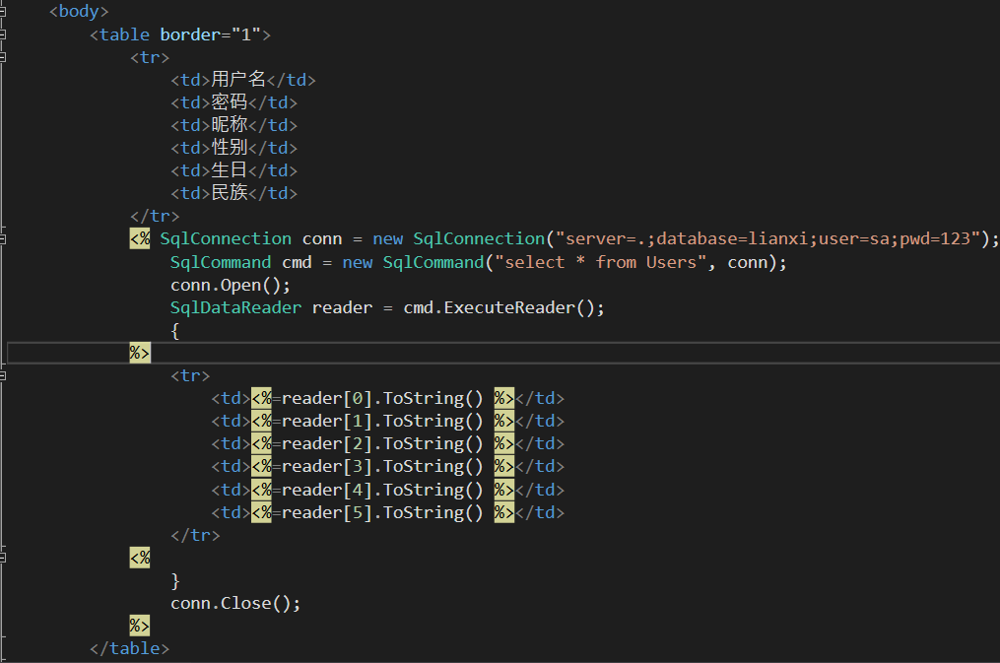 <body>
<table border="1">
<tr>
<td>用户名</td>
<td>密码</td>
<td>昵称</td>
<td>性别</td>
<td>生日</td>
<td>民族</td>
</tr>
<% SqlConnection conn = new SqlConnection("server=.;database=lianxi;user=sa;pwd=123");
SqlCommand cmd = new SqlCommand("select * from Users", conn);
conn.Open();
SqlDataReader reader = cmd.ExecuteReader();
{
%>
<tr>
<td><%=reader[0].ToString() %></td>
<td><%=reader[1].ToString() %></td>
<td><%=reader[2].ToString() %></td>
<td><%=reader[3].ToString() %></td>
<td><%=reader[4].ToString() %></td>
<td><%=reader[5].ToString() %></td>
</tr>
<%
}
conn.Close();
%>
</table>